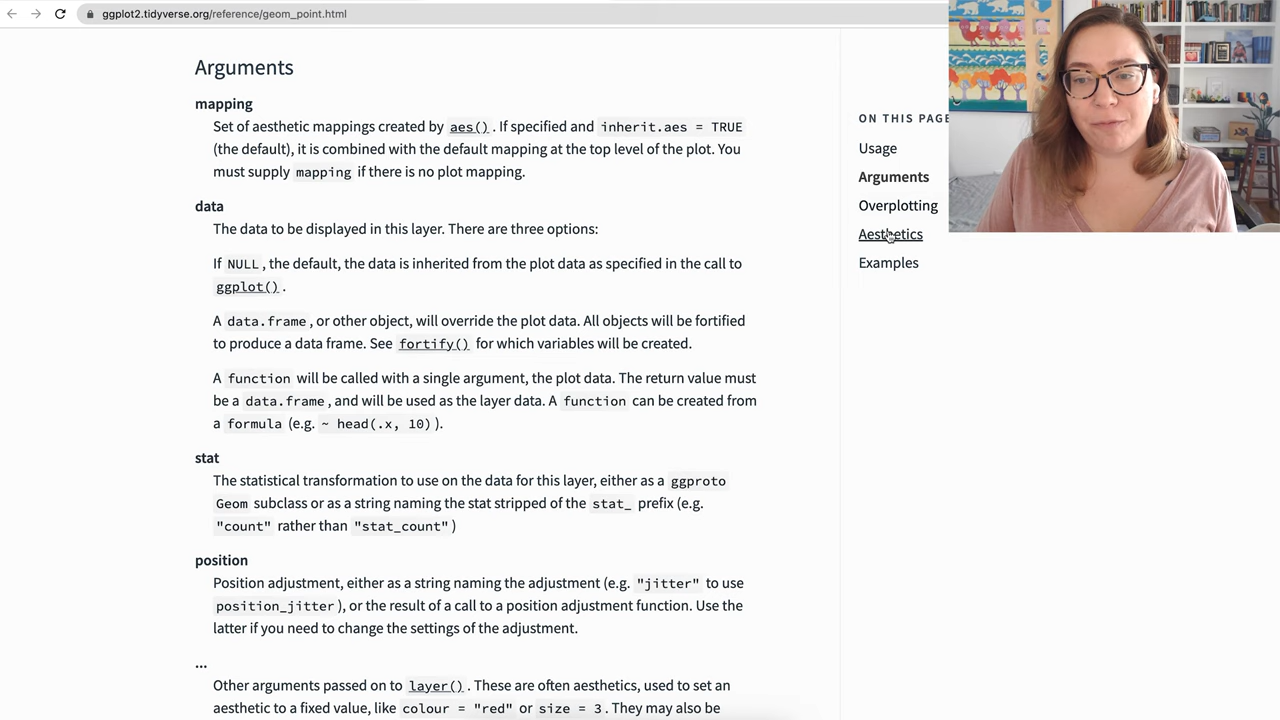 ggplot2.tidyverse.org/reference/geom_point.html
Arguments
mapping
Set of aesthetic mappings created by aes(). If specified and inherit.aes = TRUE
(the default), it is combined with the default mapping at the top level of the plot. You
must supply mapping if there is no plot mapping.
data
The data to be displayed in this layer. There are three options:
If NULL, the default, the data is inherited from the plot data as specified in the call to
ggplot().
A data.frame, or other object, will override the plot data. All objects will be fortified
to produce a data frame. See fortify() for which variables will be created.
A function will be called with a single argument, the plot data. The return value must
be a data.frame, and will be used as the layer data. A function can be created from
a formula (e.g. ~ head(.x, 10)).
stat
The statistical transformation to use on the data for this layer, either as a ggproto
Geom subclass or as a string naming the stat stripped of the stat_ prefix (e.g.
"count" rather than "stat_count")
position
Position adjustment, either as a string naming the adjustment (e.g. "jitter" to use
position_jitter), or the result of a call to a position adjustment function. Use the
latter if you need to change the settings of the adjustment.
...
Other arguments passed on to layer(). These are often aesthetics, used to set an
aesthetic to a fixed value, like colour = "red" or size = 3. They may also be
ON THIS PAGE
Usage
Arguments
Overplotting
Aesthetics
Examples